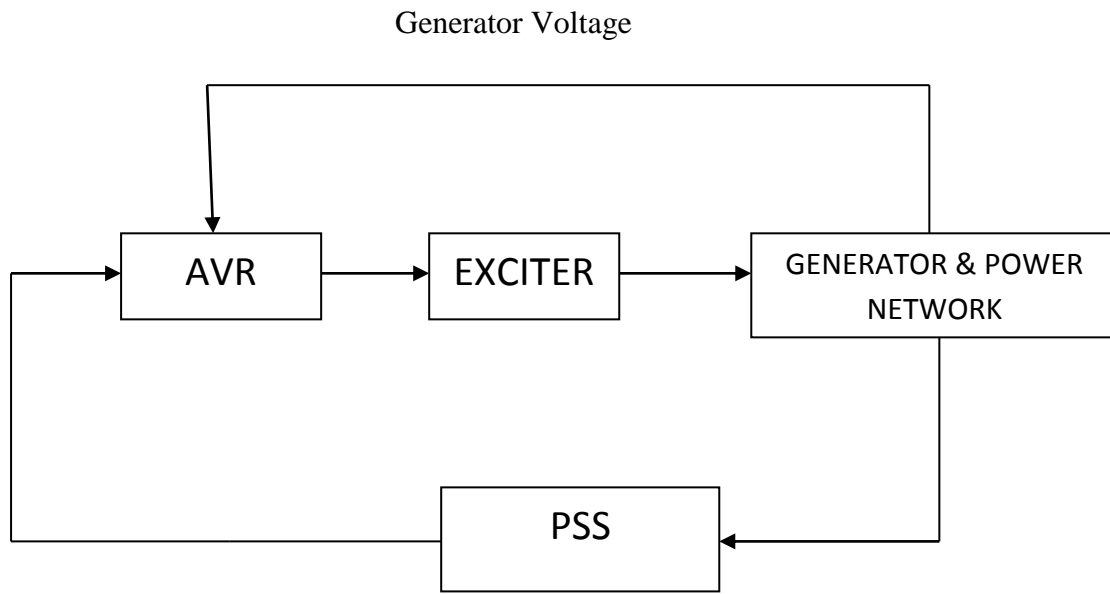 Generator Voltage
AVR
EXCITER
GENERATOR & POWER
NETWORK
PSS